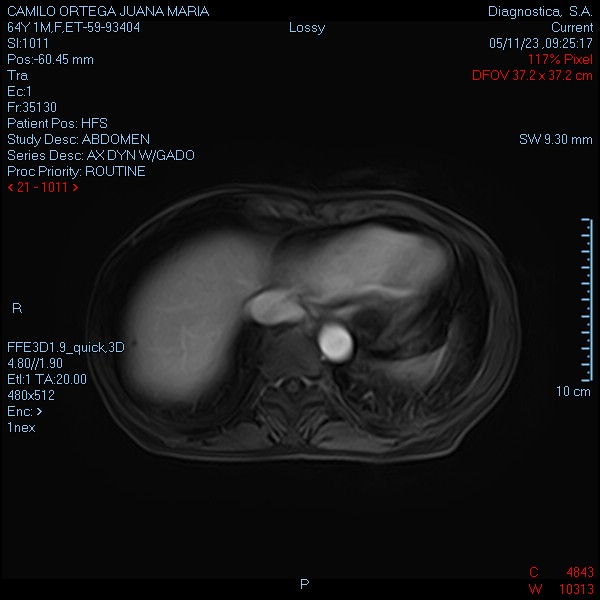 CAMILO ORTEGA JUANA MARIA
64Y 1M,F,ET-59-93404
SI:1011
Pos:-60.45 mm
Tra
Ec:1
Fr:35130
Patient Pos: HFS
Study Desc: ABDOMEN
Series Desc: AX DYN W/GADO
Proc Priority: ROUTINE
< 21 - 1011 >
Lossy
Diagnostica, S.A.
Current
05/11/23 ,09:25:17
117% Pixel
DFOV 37.2 x 37.2 cm
SW 9.30 mm
R
FFE3D1.9_quick,3D
4.80//1.90
Etl:1 TA:20.00
480x512
Enc: >
1nex
10 cm
P
C 4843
W 10313